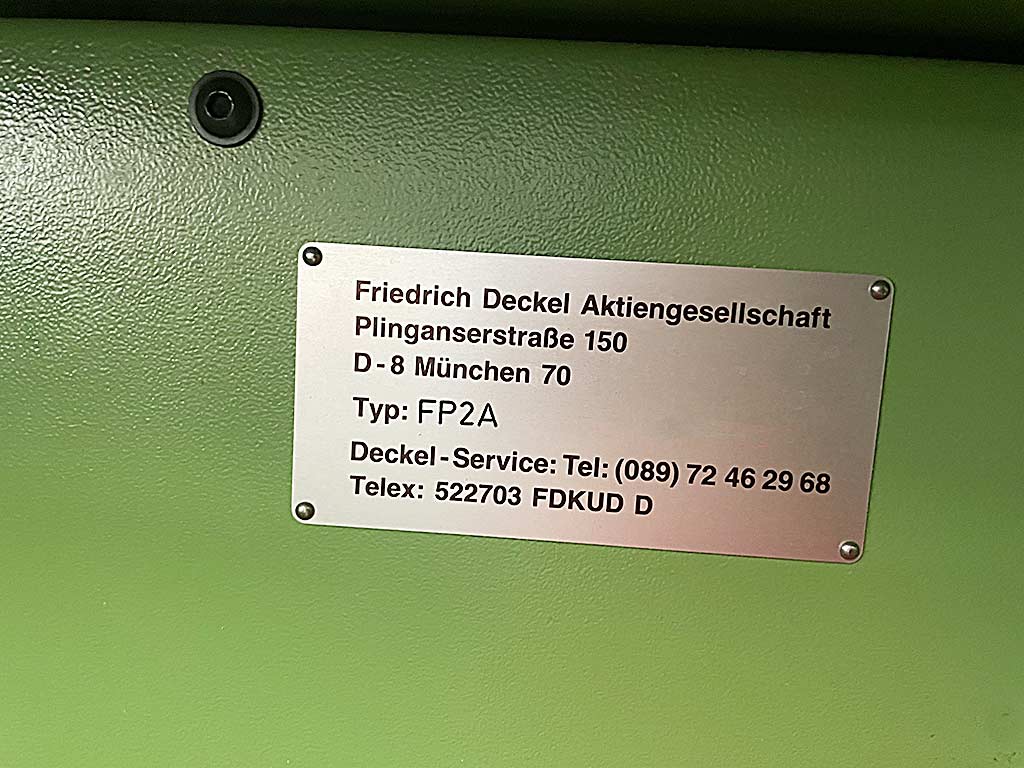 Friedrich Deckel Aktiengesellschaft
Plinganserstraße 150
D-8 München 70
Typ: FP2A
Deckel-Service: Tel: (089) 72 46 29 68
Telex: 522703 FDKUD D